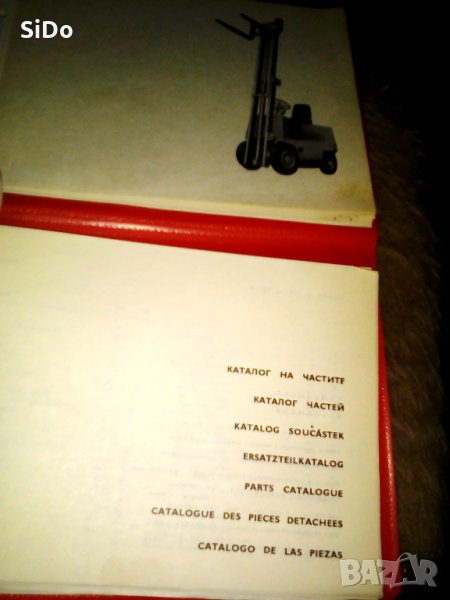 SiDo
КАТАЛОГ НА ЧАСТИТЕ
КАТАЛОГ ЧАСТЕЙ
KATALOG SOUČÁSTEK
ERSATZTEILKATALOG
PARTS CATALOGUE
CATALOGUE DES PIECES DETACHEES
CATALOGO DE LAS PIEZAS
BAZAR